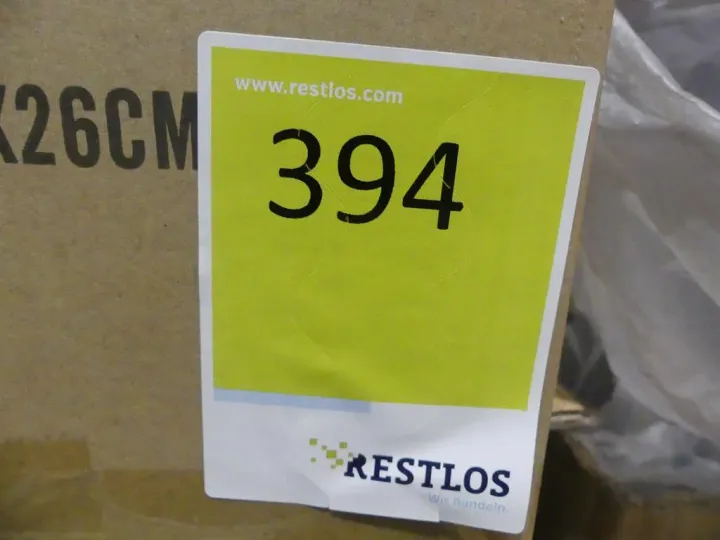 www.restlos.com
X26CM
394
RESTLOS
Wir handeln.